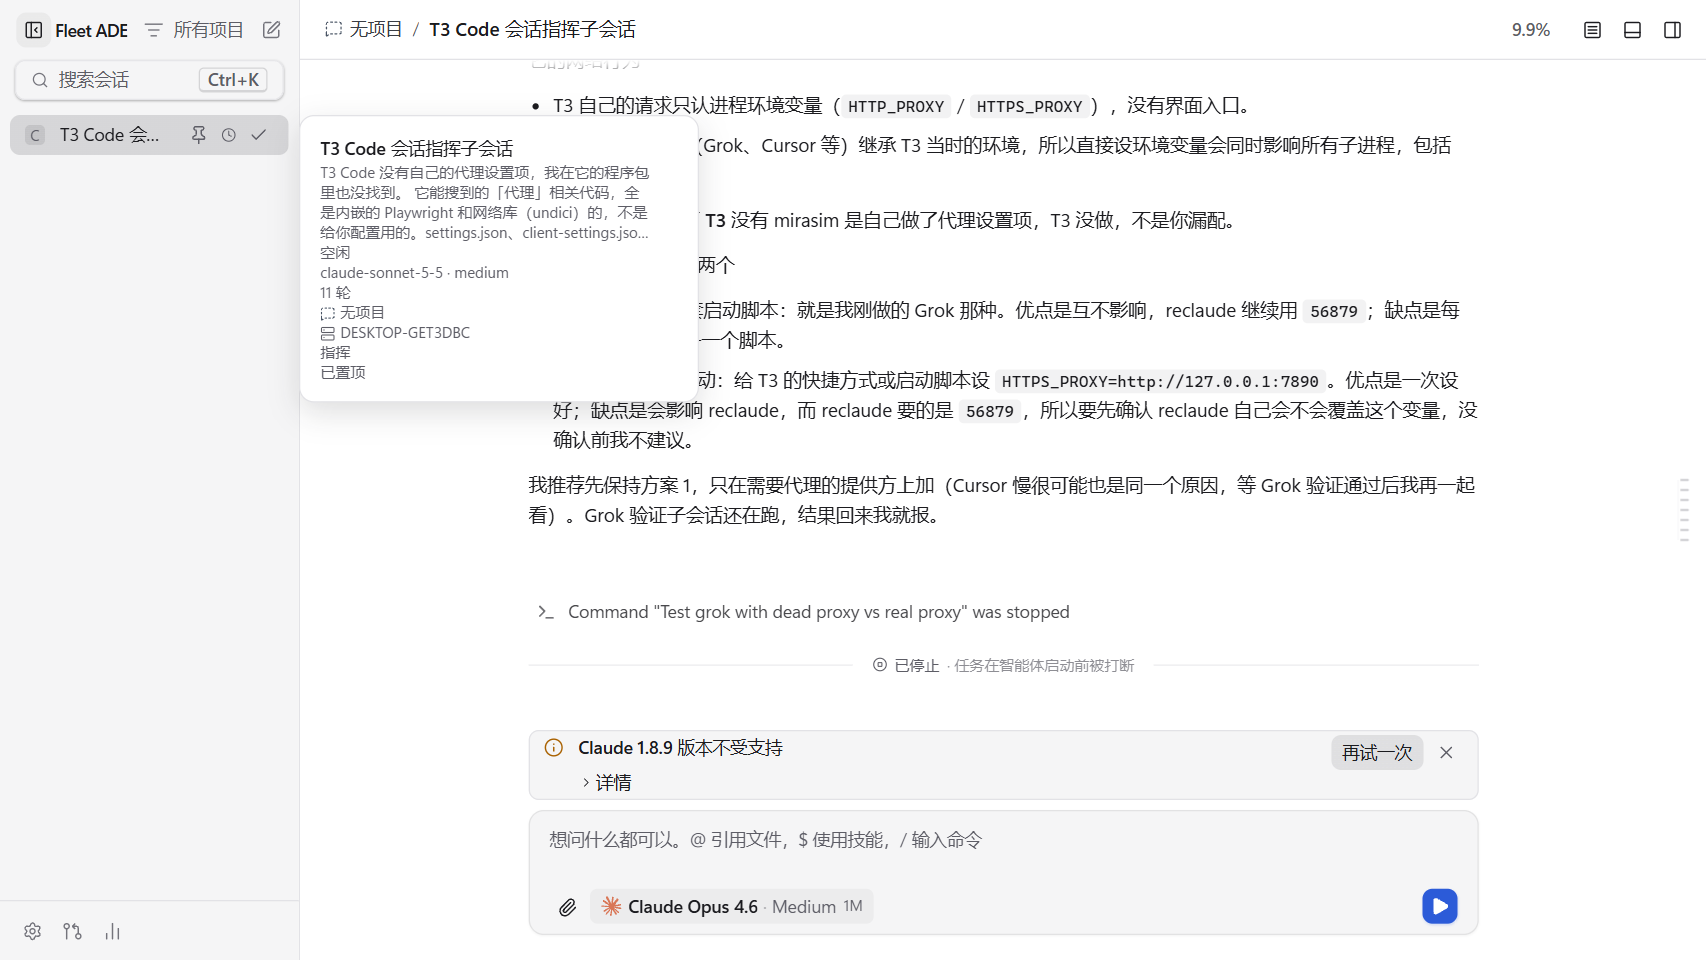 Fleet ADE
所有项目
搜索会话
Ctrl+K
C
T3 Code 会...
无项目 / T3 Code 会话指挥子会话
9.9%
T3 自己的请求只认进程环境变量（HTTP_PROXY / HTTPS_PROXY），没有界面入口。
（Grok、Cursor 等）继承 T3 当时的环境，所以直接设环境变量会同时影响所有子进程，包括
T3 没有 mirasim 是自己做了代理设置项，T3 没做，不是你漏配。
两个
启动脚本：就是我刚做的 Grok 那种。优点是互不影响，reclaude 继续用 56879；缺点是每
一个脚本。
动：给 T3 的快捷方式或启动脚本设 HTTPS_PROXY=http://127.0.0.1:7890。优点是一次设
好；缺点是会影响 reclaude，而 reclaude 要的是 56879，所以要先确认 reclaude 自己会不会覆盖这个变量，没
确认前我不建议。
我推荐先保持方案 1，只在需要代理的提供方上加（Cursor 慢很可能也是同一个原因，等 Grok 验证通过后我再一起
看）。Grok 验证子会话还在跑，结果回来我就报。
T3 Code 会话指挥子会话
T3 Code 没有自己的代理设置项，我在它的程序包
里也没找到。 它能搜到的「代理」相关代码，全
是内嵌的 Playwright 和网络库（undici）的，不是
给你配置用的。settings.json、client-settings.jso...
空闲
claude-sonnet-5-5 · medium
11 轮
无项目
DESKTOP-GET3DBC
指挥
已置顶
Command "Test grok with dead proxy vs real proxy" was stopped
已停止 · 任务在智能体启动前被打断
Claude 1.8.9 版本不受支持
详情
再试一次
想问什么都可以。@ 引用文件，$ 使用技能，/ 输入命令
Claude Opus 4.6 · Medium 1M